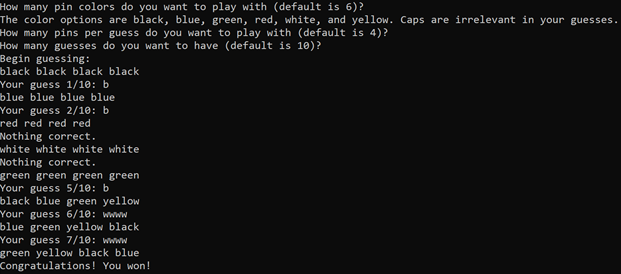 How many pin colors do you want to play with (default is 6)?
The color options are black, blue, green, red, white, and yellow. Caps are irrelevant in your guesses.
How many pins per guess do you want to play with (default is 4)?
How many guesses do you want to have (default is 10)?
Begin guessing:
black black black black
Your guess 1/10: b
blue blue blue blue
Your guess 2/10: b
red red red red
Nothing correct.
white white white white
Nothing correct.
green green green green
Your guess 5/10: b
black blue green yellow
Your guess 6/10: wwww
blue green yellow black
Your guess 7/10: wwww
green yellow black blue
Congratulations! You won!